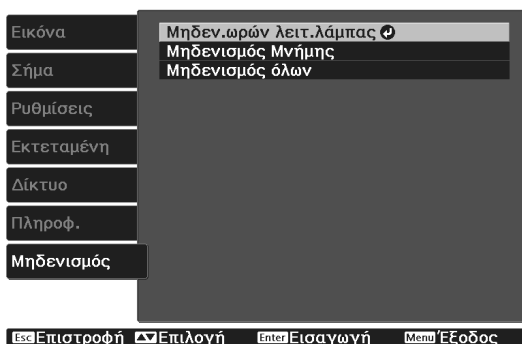 Εικόνα
Σήμα
Ρυθμίσεις
Εκτεταμένη
Δίκτυο
Πληροφ.
Μηδενισμός
Μηδεν.ωρών λειτ.λάμπας
Μηδενισμός Μνήμης
Μηδενισμός όλων
Esc Επιστροφή Επιλογή Enter Εισαγωγή Menu Έξοδος